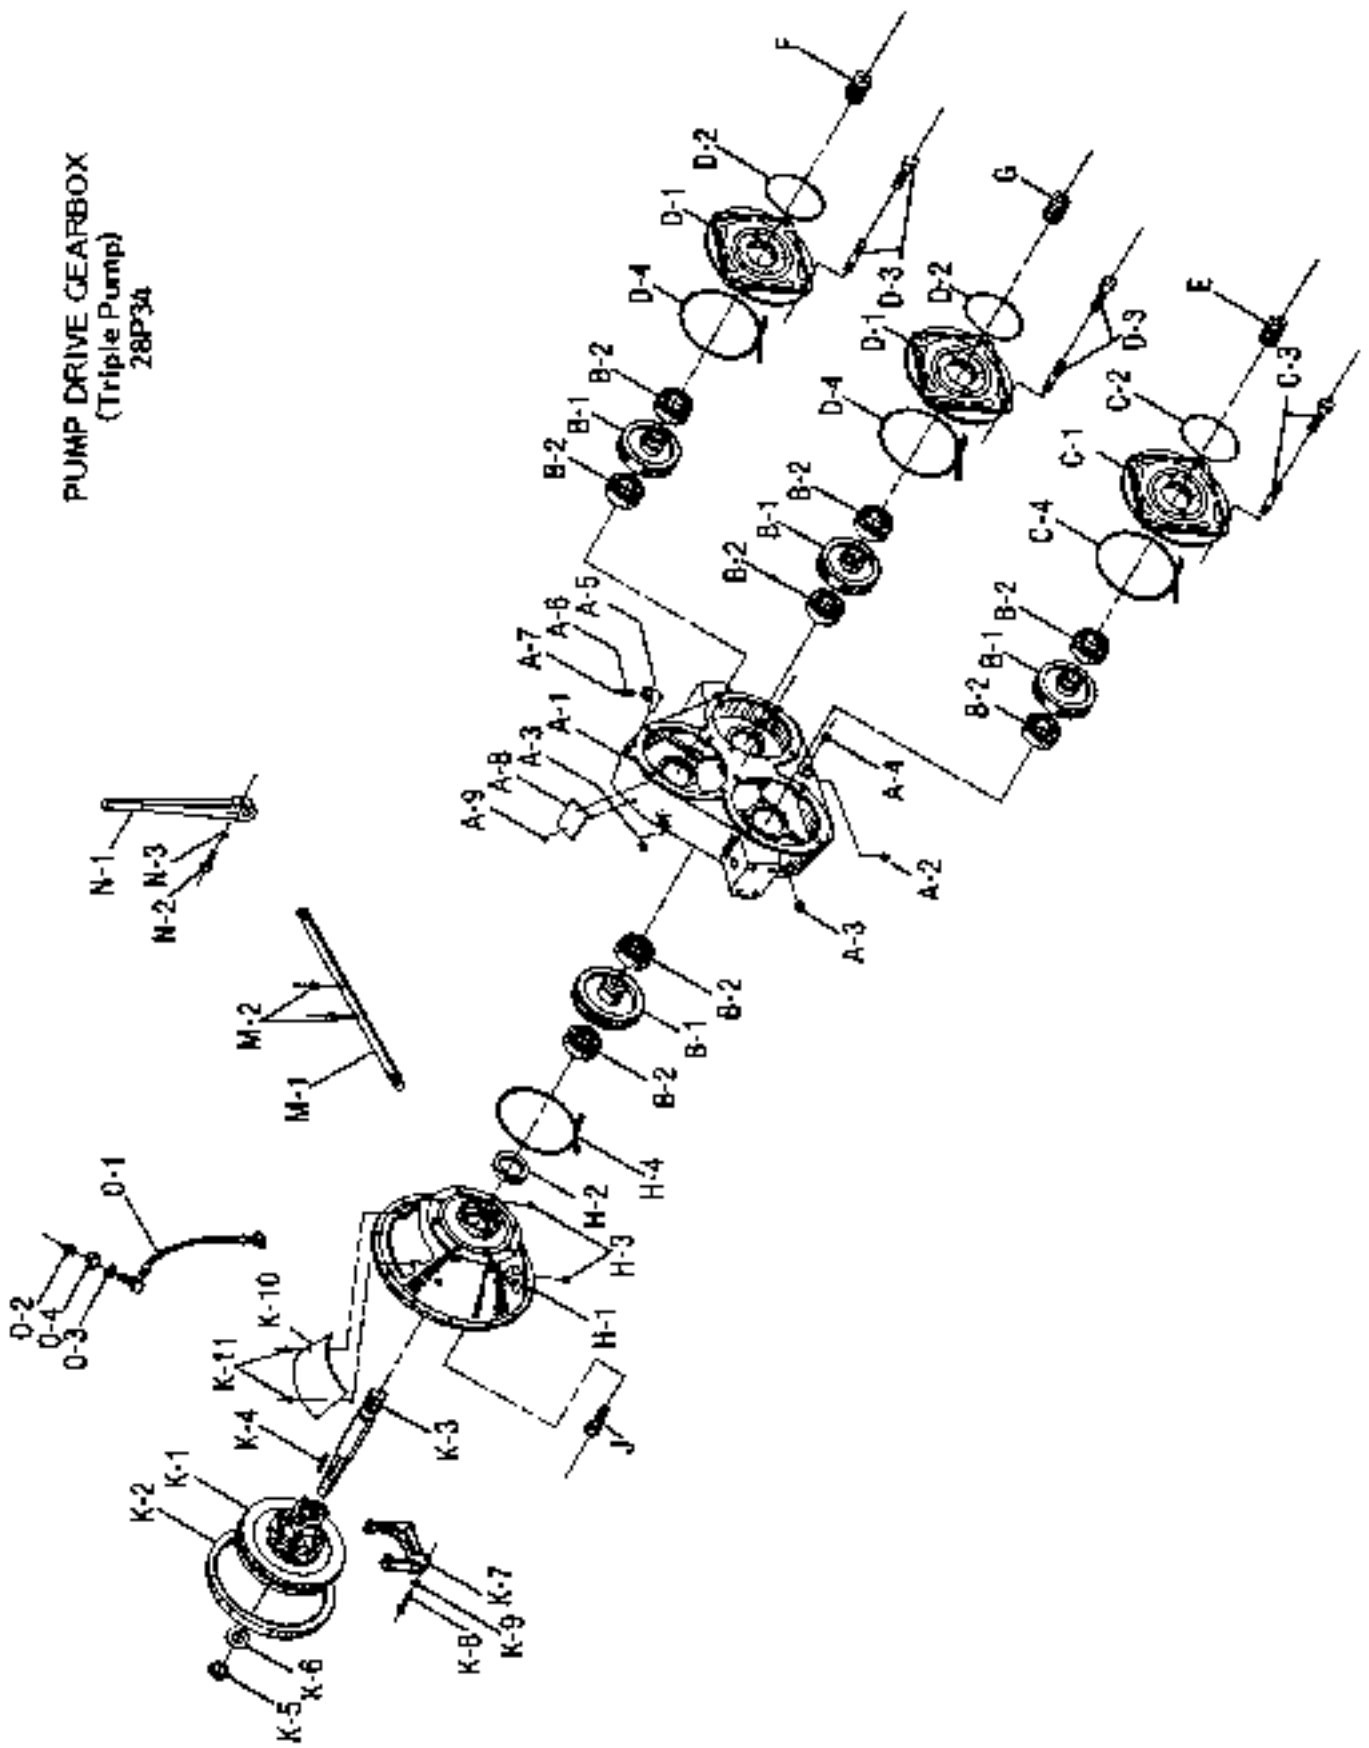 PUMP DRIVE GEARBOX
(Triple Pump)
28P34
O-2
O-4
O-3
O-1
N-1
N-3
N-2
M-2
M-1
K-11
K-10
K-4
K-1
K-2
K-3
K-5
K-6
K-7
K-9
K-8
J
H-1
H-3
H-2
H-4
B-2
B-1
B-2
A-9
A-8
A-3
A-1
A-7
A-6
A-5
A-4
A-2
A-3
B-2
B-1
B-2
D-4
D-1
D-2
F
D-3
B-2
B-1
B-2
D-4
D-1
D-2
G
D-3
B-2
B-1
B-2
C-4
C-1
C-2
E
C-3